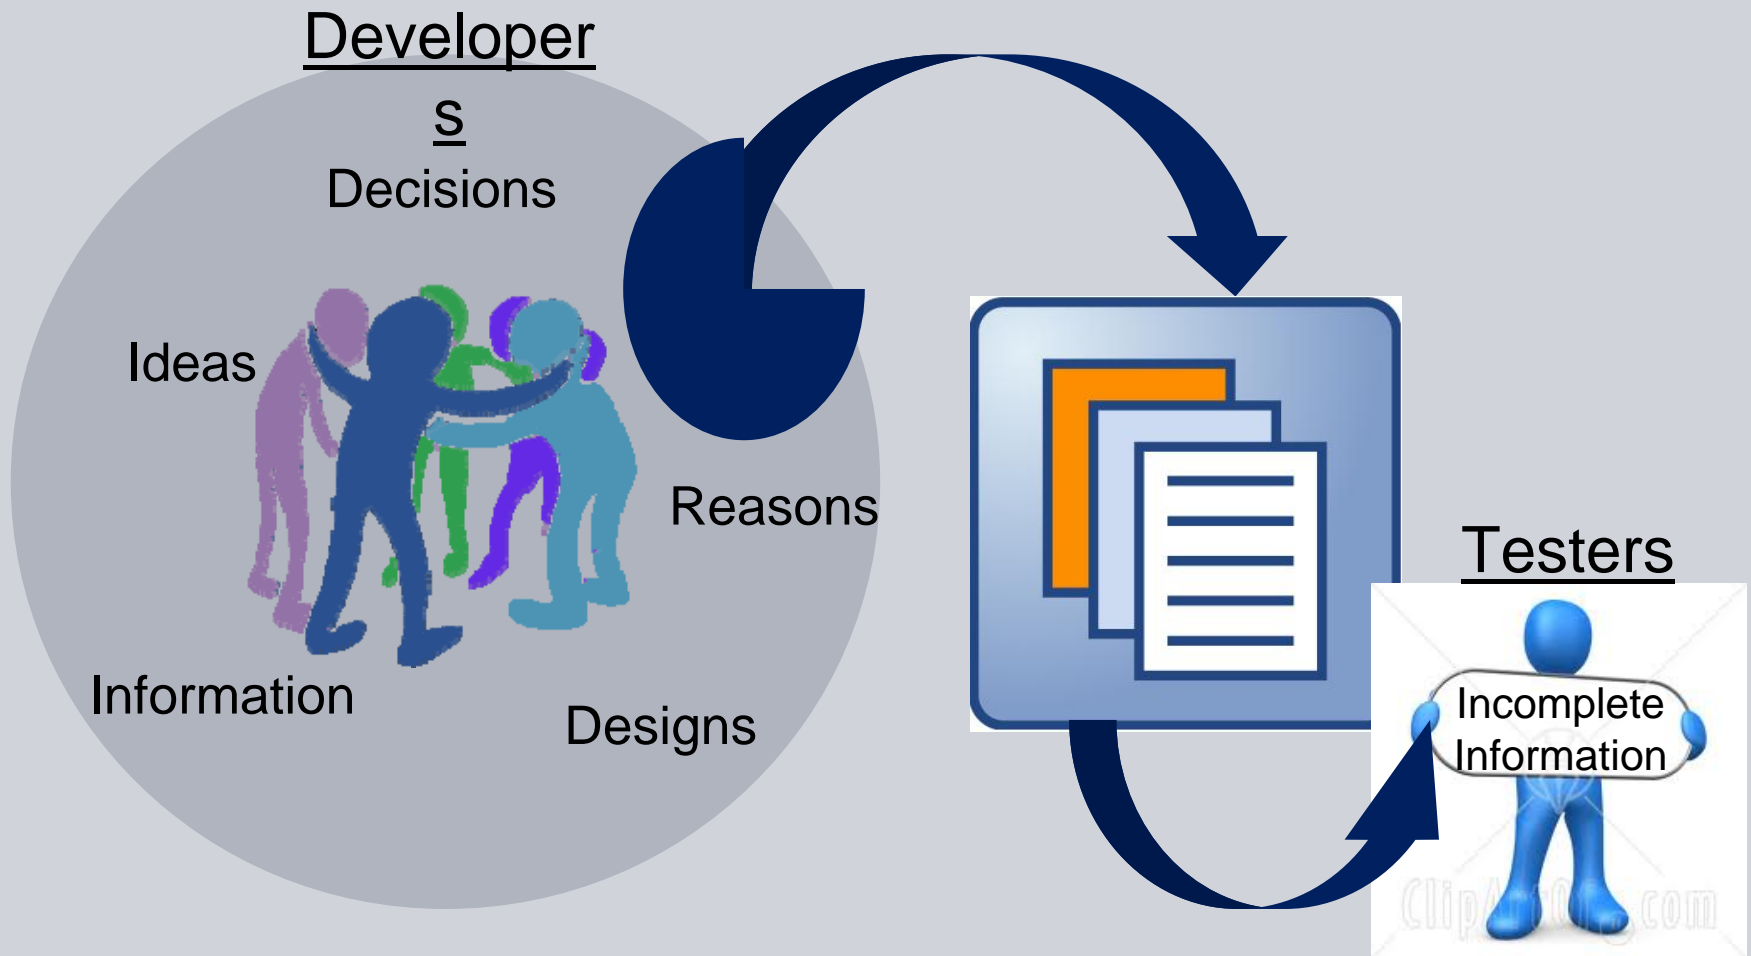 Developer
s
Decisions
Ideas
Reasons
Information
Designs
Testers
Incomplete
Information